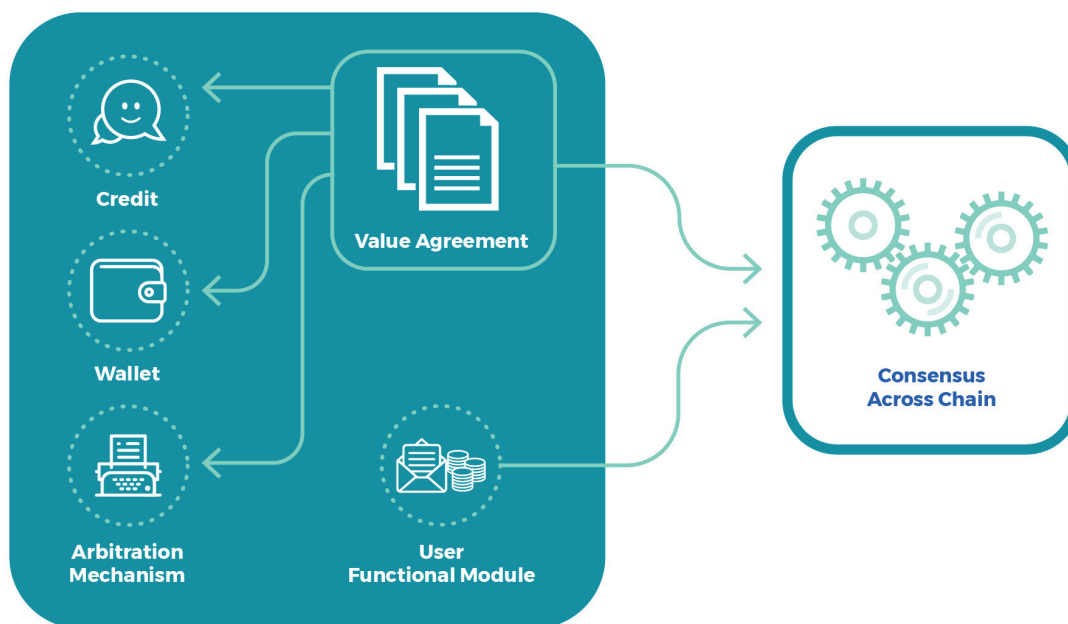 Credit
Value Agreement
Wallet
Consensus
Across Chain
Arbitration
Mechanism
User
Functional Module